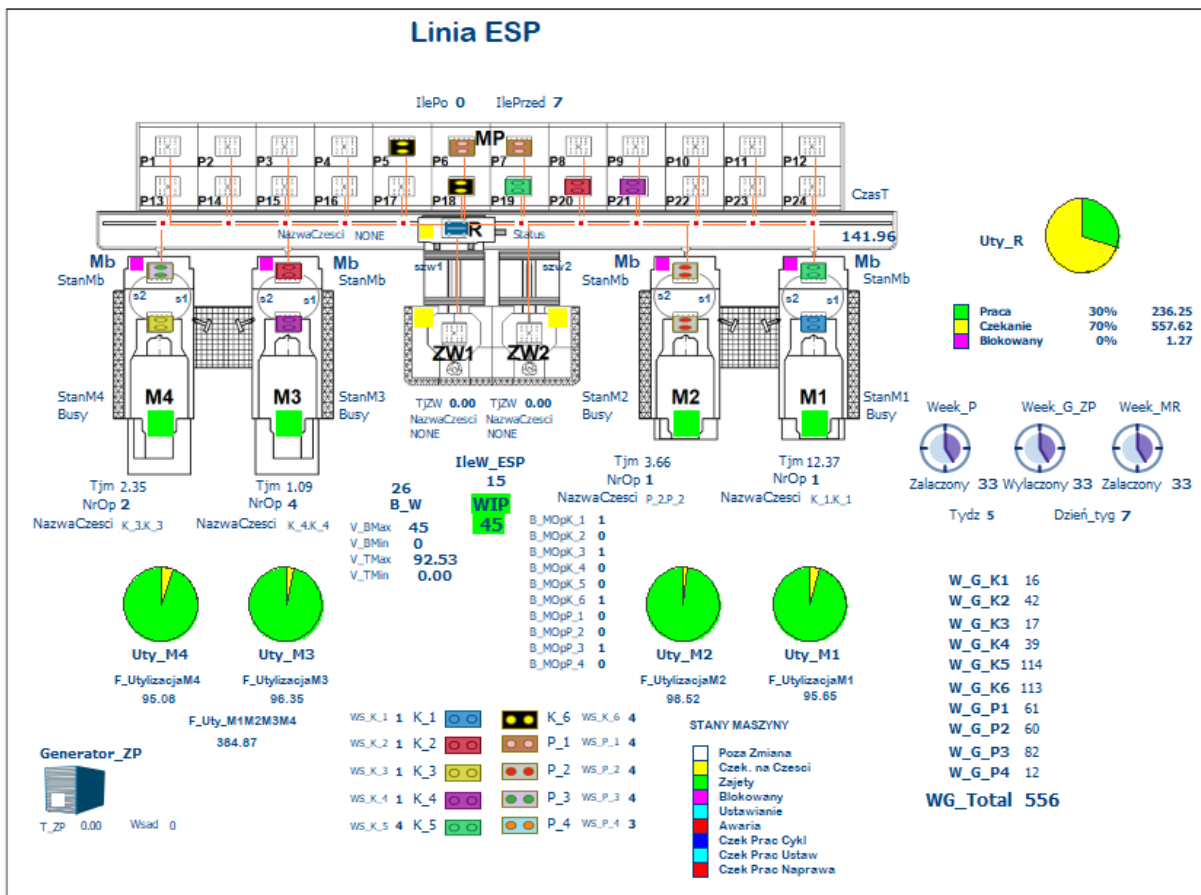 Linia ESP
IlePo 0 IlePrzed 7
MP
P1 P2 P3 P4 P5 P6 P7 P8 P9 P10 P11 P12
P13 P14 P15 P16 P17 P18 P19 P20 P21 P22 P23 P24
CzasT
141.96
NazwaCzesci NONE R Status
Uty_R
Mb Mb szw1 szw2 Mb Mb
StanMb StanMb StanMb StanMb
s2 s1 s2 s1 s2 s1 s2 s1
Praca 30% 236.25
Czekanie 70% 557.62
Blokowany 0% 1.27
ZW1 ZW2
M4 M3 M2 M1
StanM4 StanM3 StanM2 StanM1
Busy Busy Busy Busy
TjZW 0.00 TjZW 0.00
NazwaCzesci NazwaCzesci
NONE NONE
Week_P Week_G_ZP Week_MR
Zalaczony 33 Wylaczony 33 Zalaczony 33
Tydz 5 Dzień_tyg 7
Tjm 2.35 Tjm 1.09 Tjm 3.66 Tjm 12.37
NrOp 2 NrOp 4 NrOp 1 NrOp 1
NazwaCzesci K_3.K_3 NazwaCzesci K_4.K_4 NazwaCzesci P_2.P_2 NazwaCzesci K_1.K_1
IleW_ESP
15
WIP
45
26
B_W
V_BMax 45
V_BMin 0
V_TMax 92.53
V_TMin 0.00
B_MOpK_1 1
B_MOpK_2 0
B_MOpK_3 1
B_MOpK_4 0
B_MOpK_5 0
B_MOpK_6 1
B_MOpP_1 0
B_MOpP_2 0
B_MOpP_3 1
B_MOpP_4 0
Uty_M4 Uty_M3 Uty_M2 Uty_M1
F_UtylizacjaM4 F_UtylizacjaM3 F_UtylizacjaM2 F_UtylizacjaM1
95.08 96.35 98.52 95.65
F_Uty_M1M2M3M4
384.87
W_G_K1 16
W_G_K2 42
W_G_K3 17
W_G_K4 39
W_G_K5 114
W_G_K6 113
W_G_P1 61
W_G_P2 60
W_G_P3 82
W_G_P4 12
WG_Total 556
WS_K_1 1 K_1 K_6 WS_K_6 4
WS_K_2 1 K_2 P_1 WS_P_1 4
WS_K_3 1 K_3 P_2 WS_P_2 4
WS_K_4 1 K_4 P_3 WS_P_3 4
WS_K_5 4 K_5 P_4 WS_P_4 3
Generator_ZP
T_ZP 0.00 Wsad 0
STANY MASZYNY
Poza Zmiana
Czek. na Czesci
Zajety
Blokowany
Ustawianie
Awaria
Czek Prac Cykl
Czek Prac Ustaw
Czek Prac Naprawa